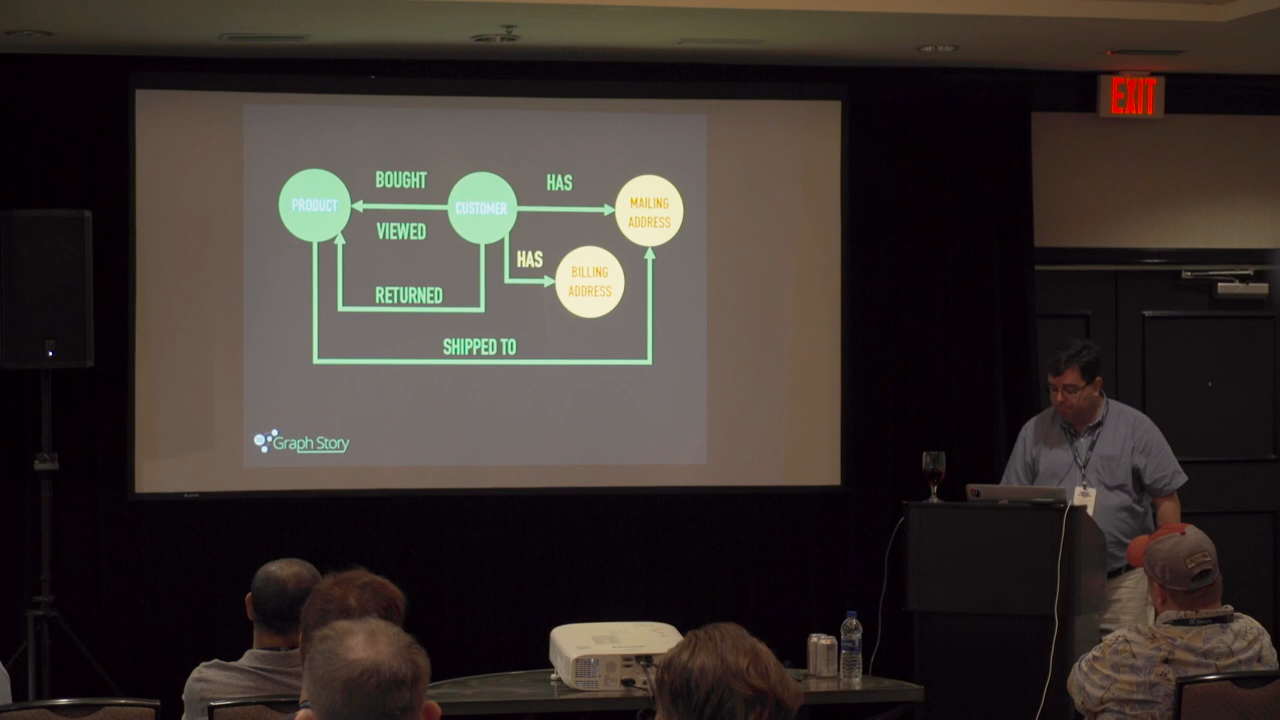 EXIT
BOUGHT
HAS
PRODUCT
CUSTOMER
MAILING
ADDRESS
VIEWED
HAS
BILLING
ADDRESS
RETURNED
SHIPPED TO
Graph Story